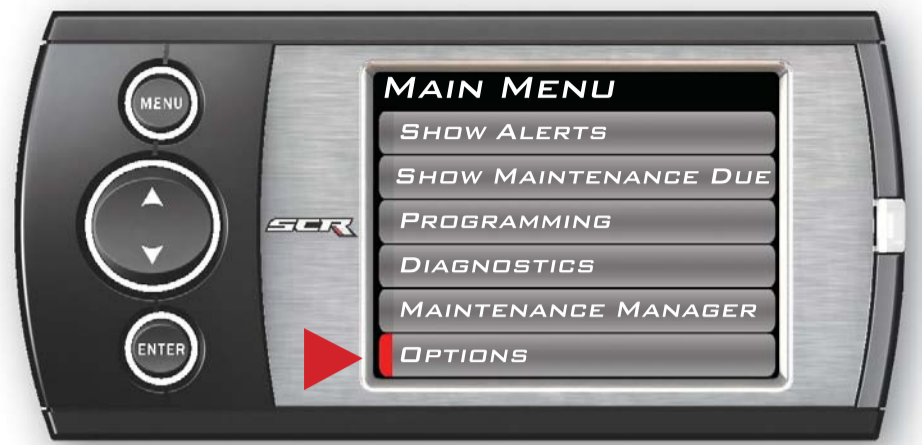 MENU
ENTER
SCR
MAIN MENU
SHOW ALERTS
SHOW MAINTENANCE DUE
PROGRAMMING
DIAGNOSTICS
MAINTENANCE MANAGER
OPTIONS